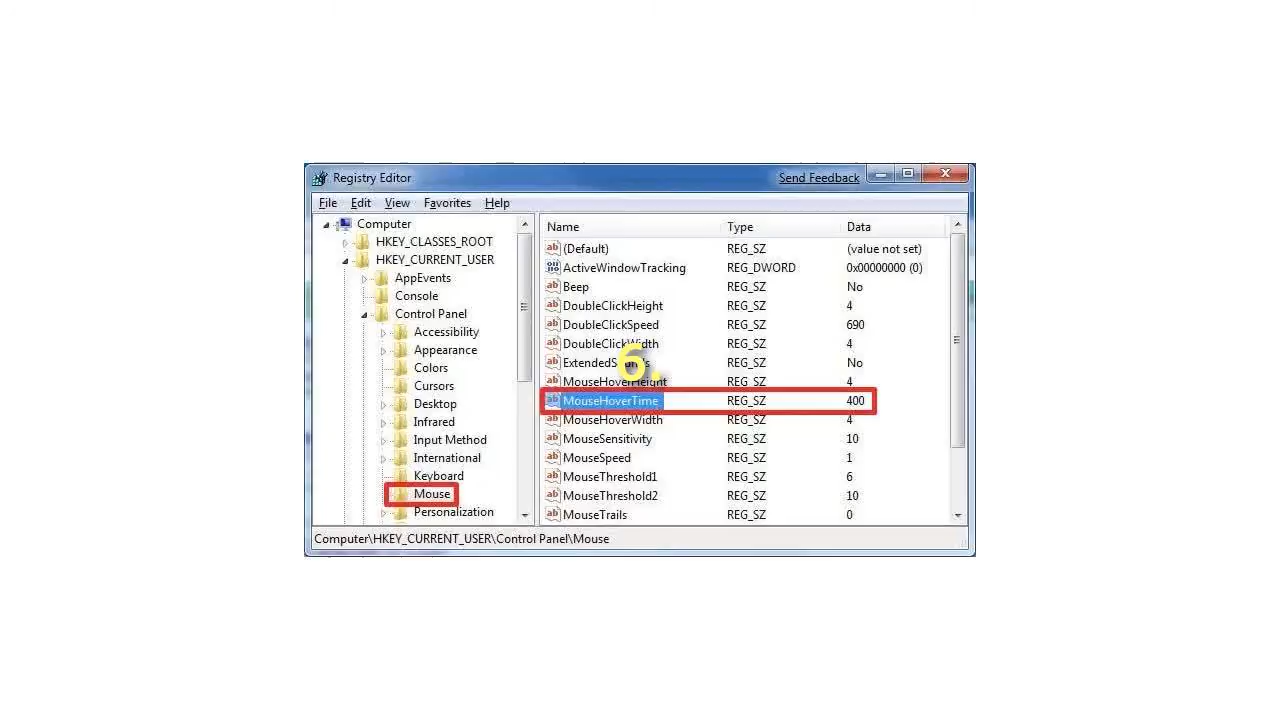 Registry Editor
Send Feedback
File Edit View Favorites Help
Computer
HKEY_CLASSES_ROOT
HKEY_CURRENT_USER
AppEvents
Console
Control Panel
Accessibility
Appearance
Colors
Cursors
Desktop
Infrared
Input Method
International
Keyboard
Mouse
Personalization
Name Type Data
(Default) REG_SZ (value not set)
ActiveWindowTracking REG_DWORD 0x00000000 (0)
Beep REG_SZ No
DoubleClickHeight REG_SZ 4
DoubleClickSpeed REG_SZ 690
DoubleClickWidth REG_SZ 4
ExtendedSounds REG_SZ No
MouseHoverHeight REG_SZ 4
MouseHoverTime REG_SZ 400
MouseHoverWidth REG_SZ 4
MouseSensitivity REG_SZ 10
MouseSpeed REG_SZ 1
MouseThreshold1 REG_SZ 6
MouseThreshold2 REG_SZ 10
MouseTrails REG_SZ 0
6.
Computer\HKEY_CURRENT_USER\Control Panel\Mouse